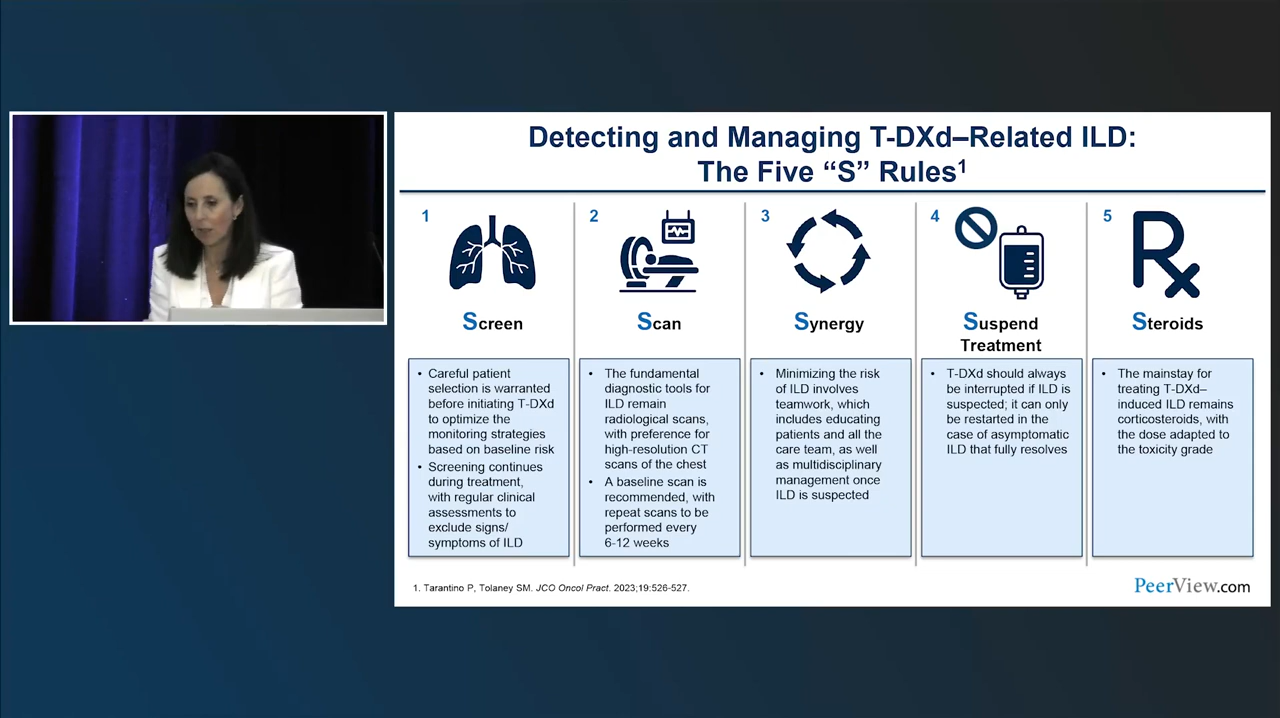 Detecting and Managing T-DXd–Related ILD:
The Five “S” Rules1
1
Screen
• Careful patient
selection is warranted
before initiating T-DXd
to optimize the
monitoring strategies
based on baseline risk
• Screening continues
during treatment,
with regular clinical
assessments to
exclude signs/
symptoms of ILD
2
Scan
• The fundamental
diagnostic tools for
ILD remain
radiological scans,
with preference for
high-resolution CT
scans of the chest
• A baseline scan is
recommended, with
repeat scans to be
performed every
6-12 weeks
3
Synergy
• Minimizing the risk
of ILD involves
teamwork, which
includes educating
patients and all the
care team, as well
as multidisciplinary
management once
ILD is suspected
4
Suspend
Treatment
• T-DXd should always
be interrupted if ILD is
suspected; it can only
be restarted in the
case of asymptomatic
ILD that fully resolves
5
Rx
Steroids
• The mainstay for
treating T-DXd–
induced ILD remains
corticosteroids, with
the dose adapted to
the toxicity grade
1. Tarantino P, Tolaney SM. JCO Oncol Pract. 2023;19:526-527.
PeerView.com